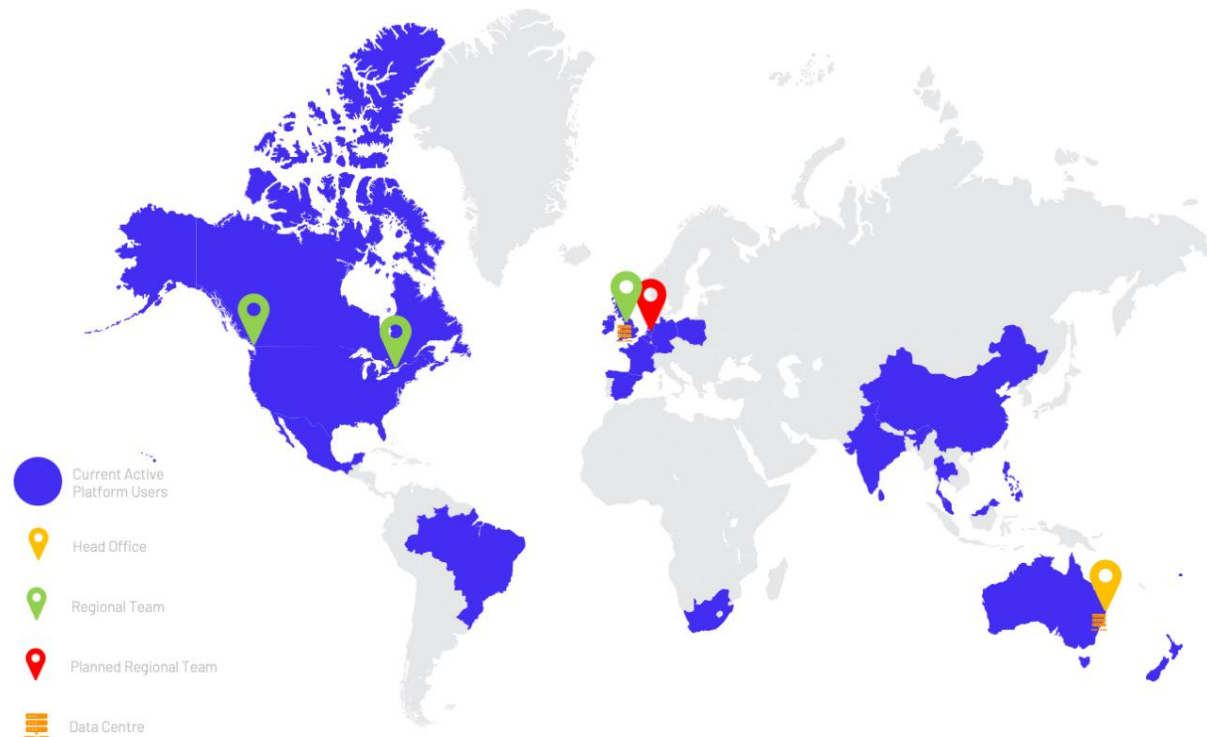 Current Active
Platform Users
Head Office
Regional Team
Planned Regional Team
Data Centre